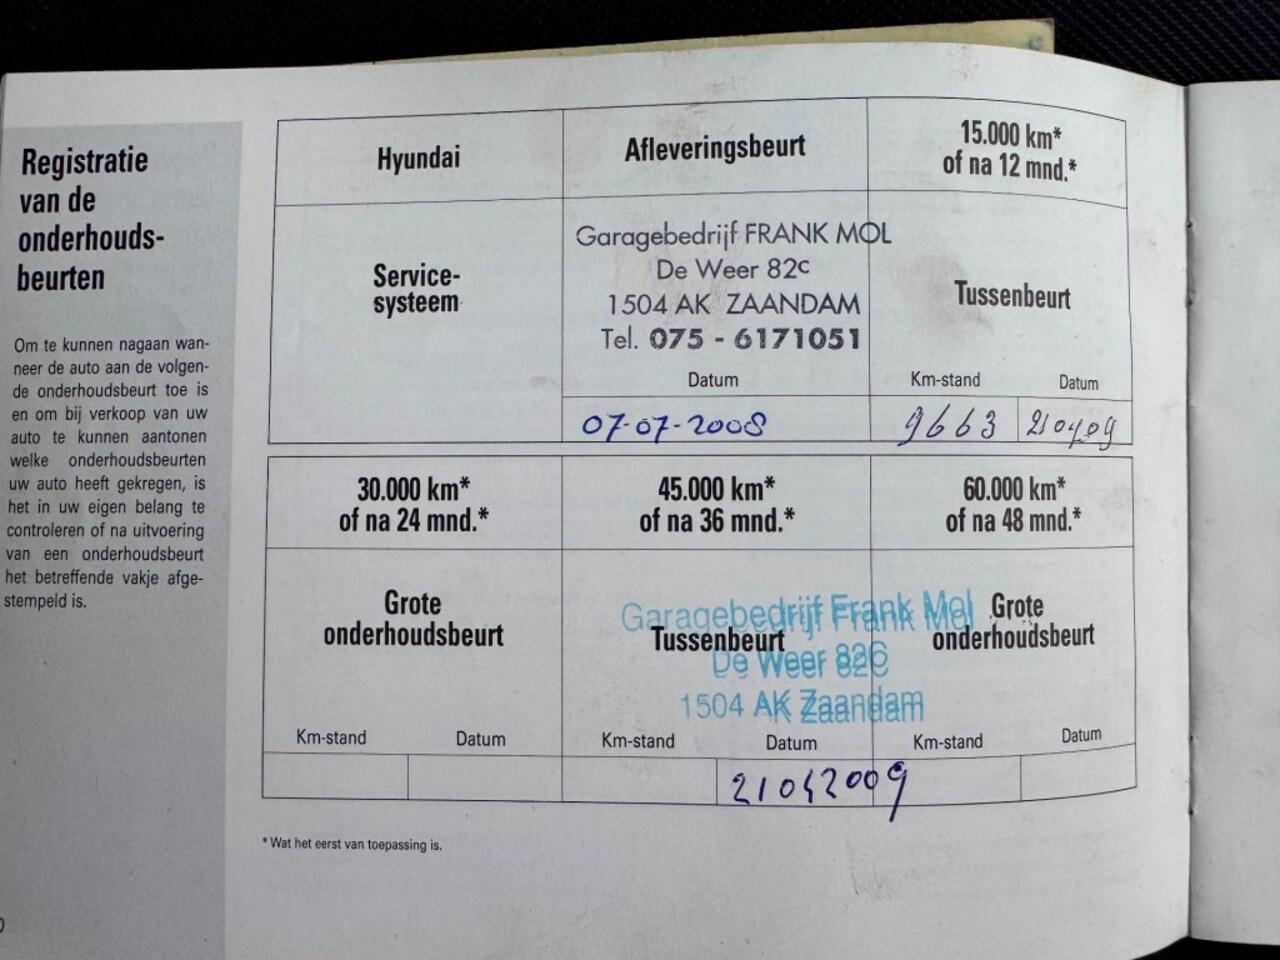 Registratie
van de
onderhouds-
beurten
Om te kunnen nagaan wan-
neer de auto aan de volgen-
de onderhoudsbeurt toe is
en om bij verkoop van uw
auto te kunnen aantonen
welke onderhoudsbeurten
uw auto heeft gekregen, is
het in uw eigen belang te
controleren of na uitvoering
van een onderhoudsbeurt
het betreffende vakje afge-
stempeld is.
Hyundai
Service-
systeem
Afleveringsbeurt
Garagebedrijf FRANK MOL
De Weer 82c
1504 AK ZAANDAM
Tel. 075 - 6171051
Datum
07-07-2008
15.000 km*
of na 12 mnd.*
Tussenbeurt
Km-stand Datum
9663 210409
30.000 km*
of na 24 mnd.*
Grote
onderhoudsbeurt
Km-stand Datum
45.000 km*
of na 36 mnd.*
Garagebedrijf Frank Mol
Tussenbeurt
De Weer 82C
1504 AK Zaandam
Km-stand Datum
21042009
60.000 km*
of na 48 mnd.*
Grote
onderhoudsbeurt
Km-stand Datum
* Wat het eerst van toepassing is.